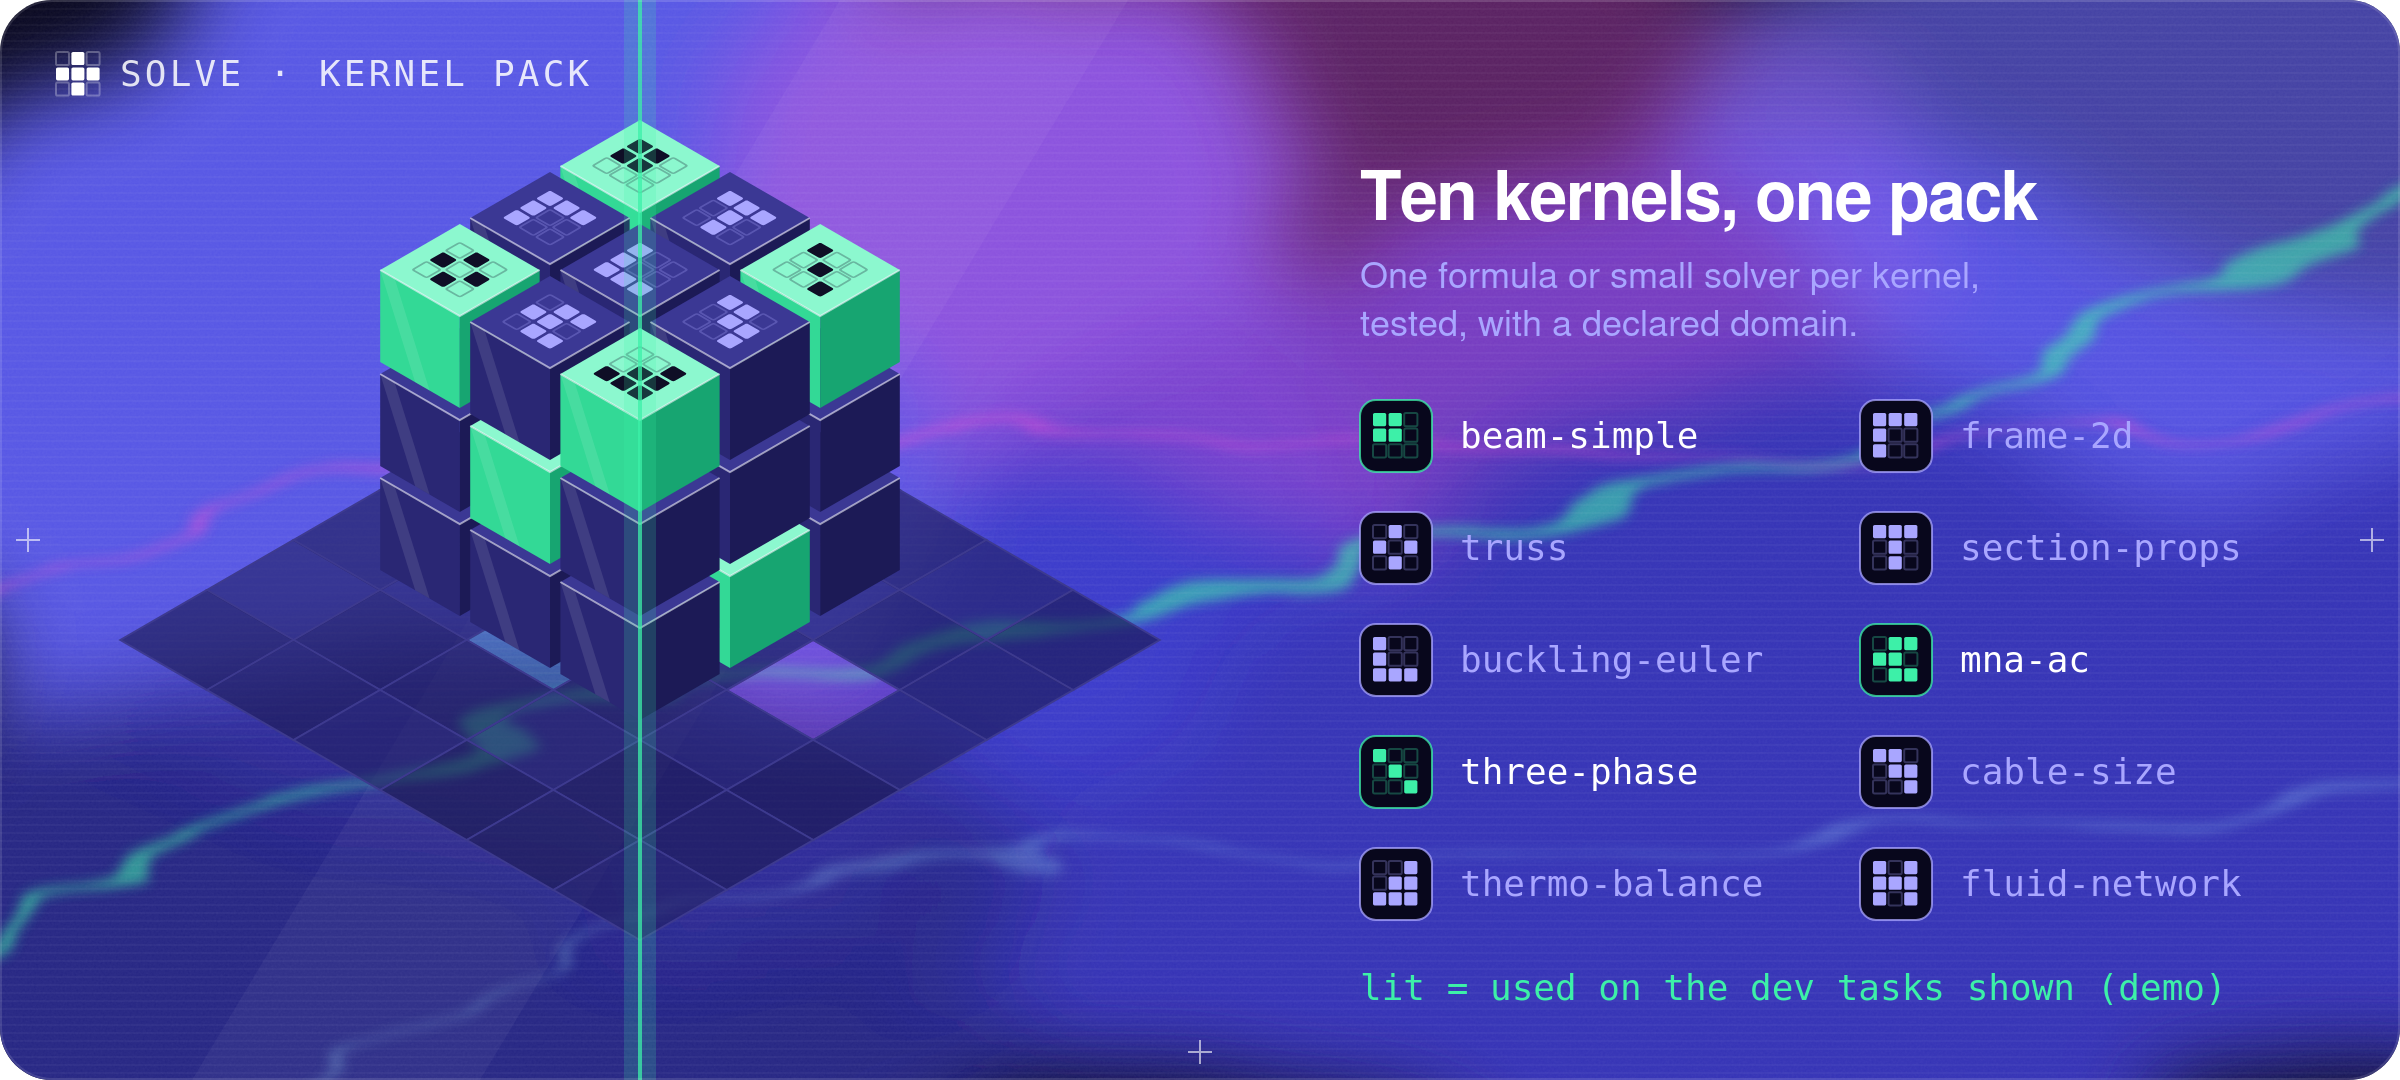 SOLVE · KERNEL PACK
Ten kernels, one pack
One formula or small solver per kernel,
tested, with a declared domain.
beam-simple
frame-2d
truss
section-props
buckling-euler
mna-ac
three-phase
cable-size
thermo-balance
fluid-network
lit = used on the dev tasks shown (demo)